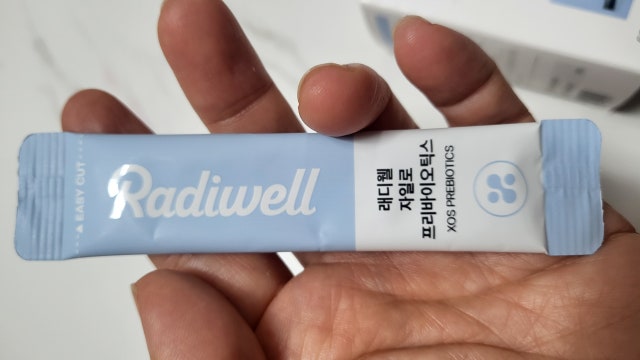 ▲ EASY CUT
Radiwell
래디웰
자일로
프리바이오틱스
XOS PREBIOTICS